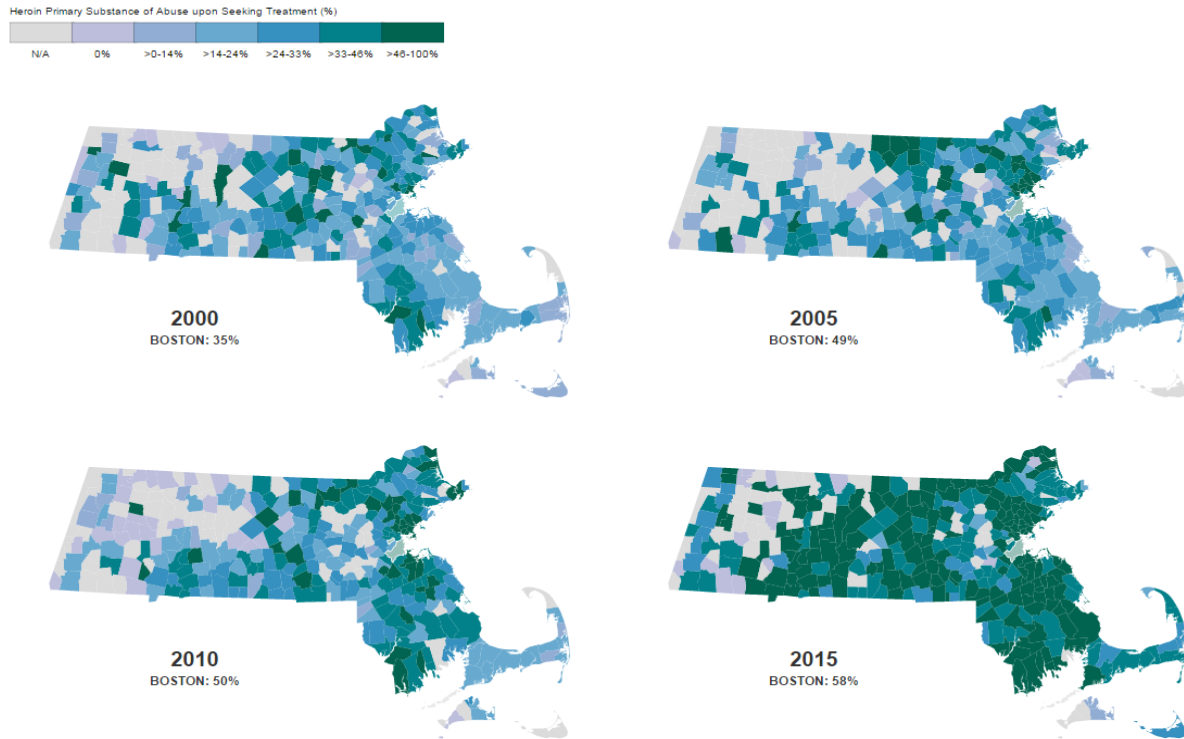 Heroin Primary Substance of Abuse upon Seeking Treatment (%)
N/A 0% >0-14% >14-24% >24-33% >33-46% >46-100%
2000
BOSTON: 35%
2005
BOSTON: 49%
2010
BOSTON: 50%
2015
BOSTON: 58%